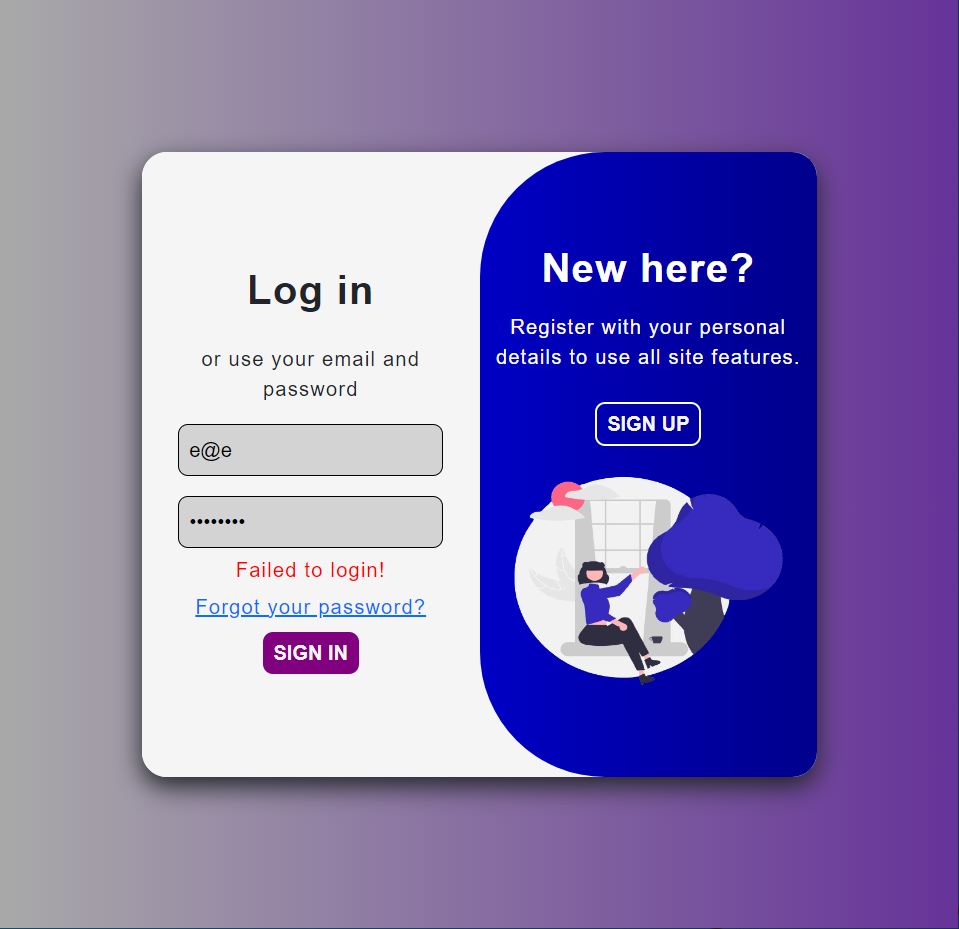 Log in
or use your email and
password
e@e
••••••••
Failed to login!
Forgot your password?
SIGN IN
New here?
Register with your personal
details to use all site features.
SIGN UP